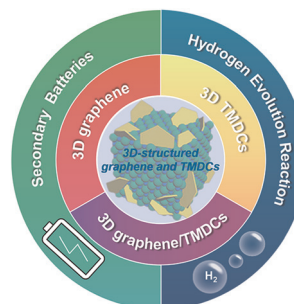 Secondary Batteries
Hydrogen Evolution Reaction
3D graphene
3D TMDCs
3D-structured
graphene and TMDCs
3D graphene/TMDCs
H₂